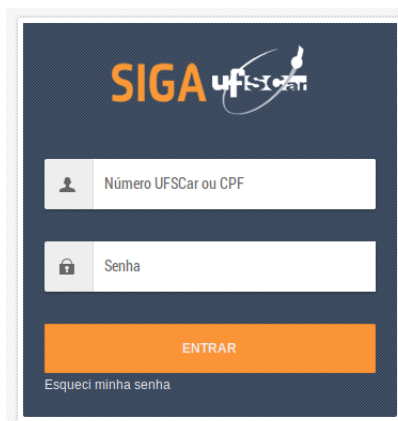 SIGA ufscar
Número UFSCar ou CPF
Senha
ENTRAR
Esqueci minha senha